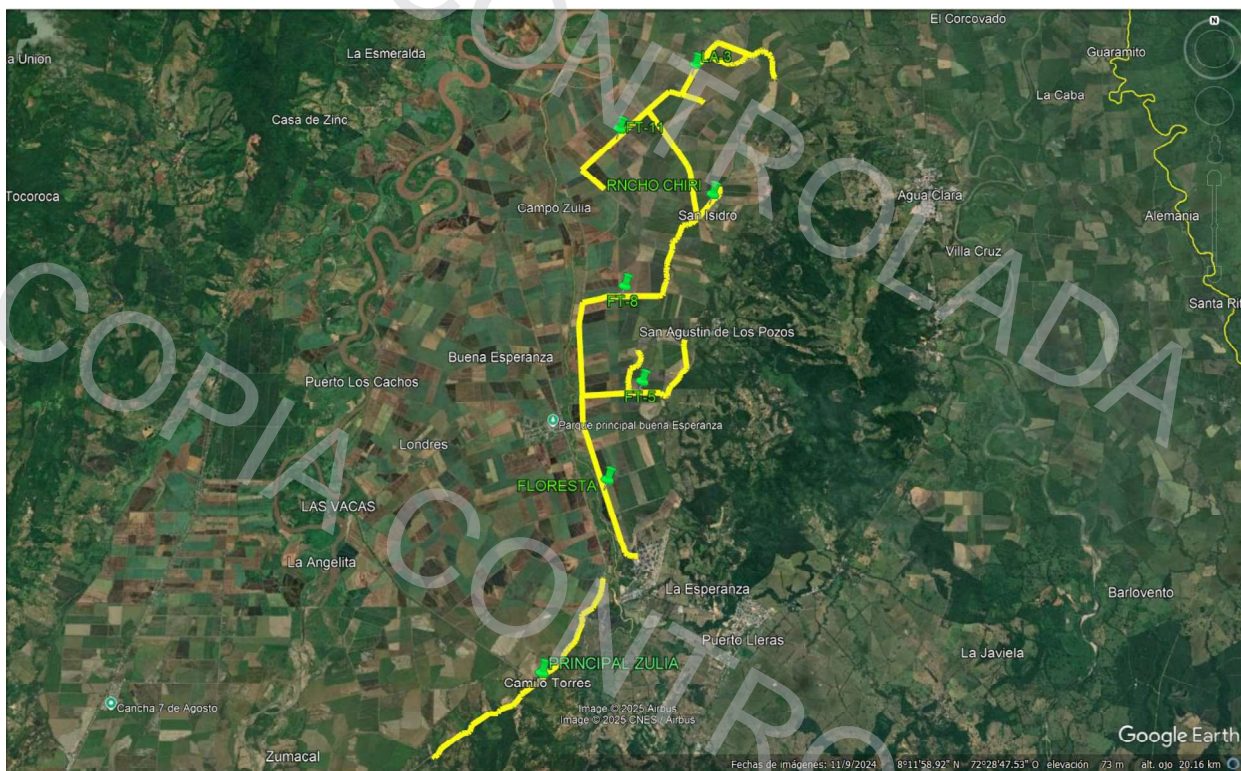 El Corcovado
La Esmeralda
Guaramito
a Union
LA-3
La Caba
Casa de Zinc
FT-11
RNCHO CHIRI
Tocoroca
Agua Clara
Campo Zulia
San Isidro
Alemania
Villa Cruz
FT-8
Santa Rit
San Agustin de Los Pozos
Buena Esperanza
Puerto Los Cachos
FT-5
Parque principal buena Esperanza
Londres
FLORESTA
LAS VACAS
La Angelita
La Esperanza
Barlovento
Puerto Lleras
La Javiela
PRINCIPAL ZULIA
Camilo Torres
Cancha 7 de Agosto
Image © 2025 Airbus
Image © 2025 CNES / Airbus
Google Earth
Zumacal
Fechas de imágenes: 11/9/2024 8°11'58.92" N 72°28'47.53" O elevación 73 m alt. ojo 20.16 km
N
COPIA CONTROLADA
COPIA CONTRO